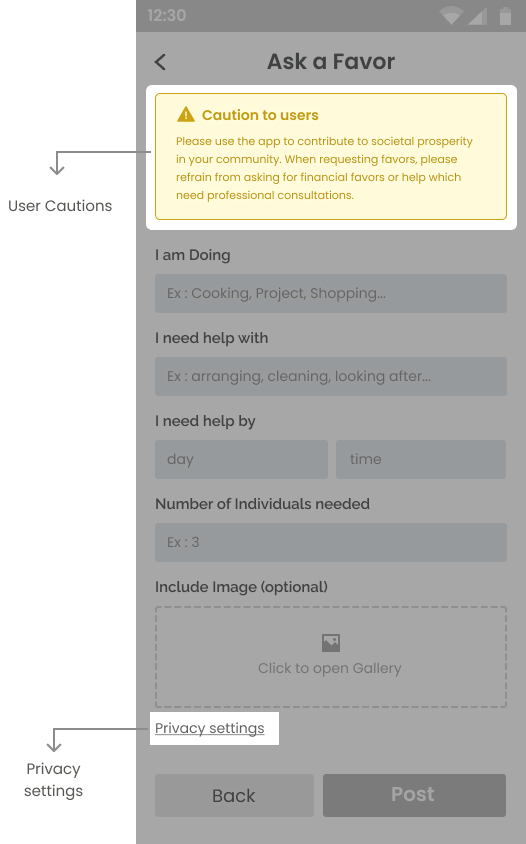 12:30
Ask a Favor
Caution to users
Please use the app to contribute to societal prosperity
in your community. When requesting favors, please
refrain from asking for financial favors or help which
need professional consultations.
User Cautions
I am Doing
Ex : Cooking, Project, Shopping...
I need help with
Ex : arranging, cleaning, looking after...
I need help by
day
time
Number of Individuals needed
Ex : 3
Include Image (optional)
Click to open Gallery
Privacy settings
Privacy
settings
Back
Post